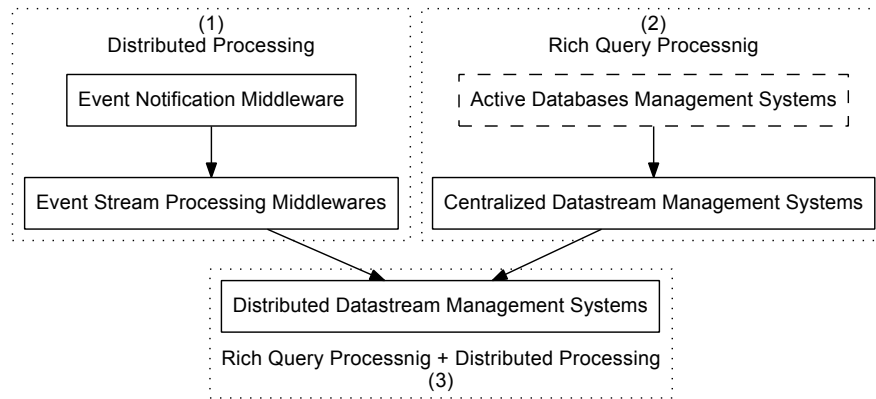 (1)
Distributed Processing
Event Notification Middleware
Event Stream Processing Middlewares
(2)
Rich Query Processnig
Active Databases Management Systems
Centralized Datastream Management Systems
Distributed Datastream Management Systems
Rich Query Processnig + Distributed Processing
(3)